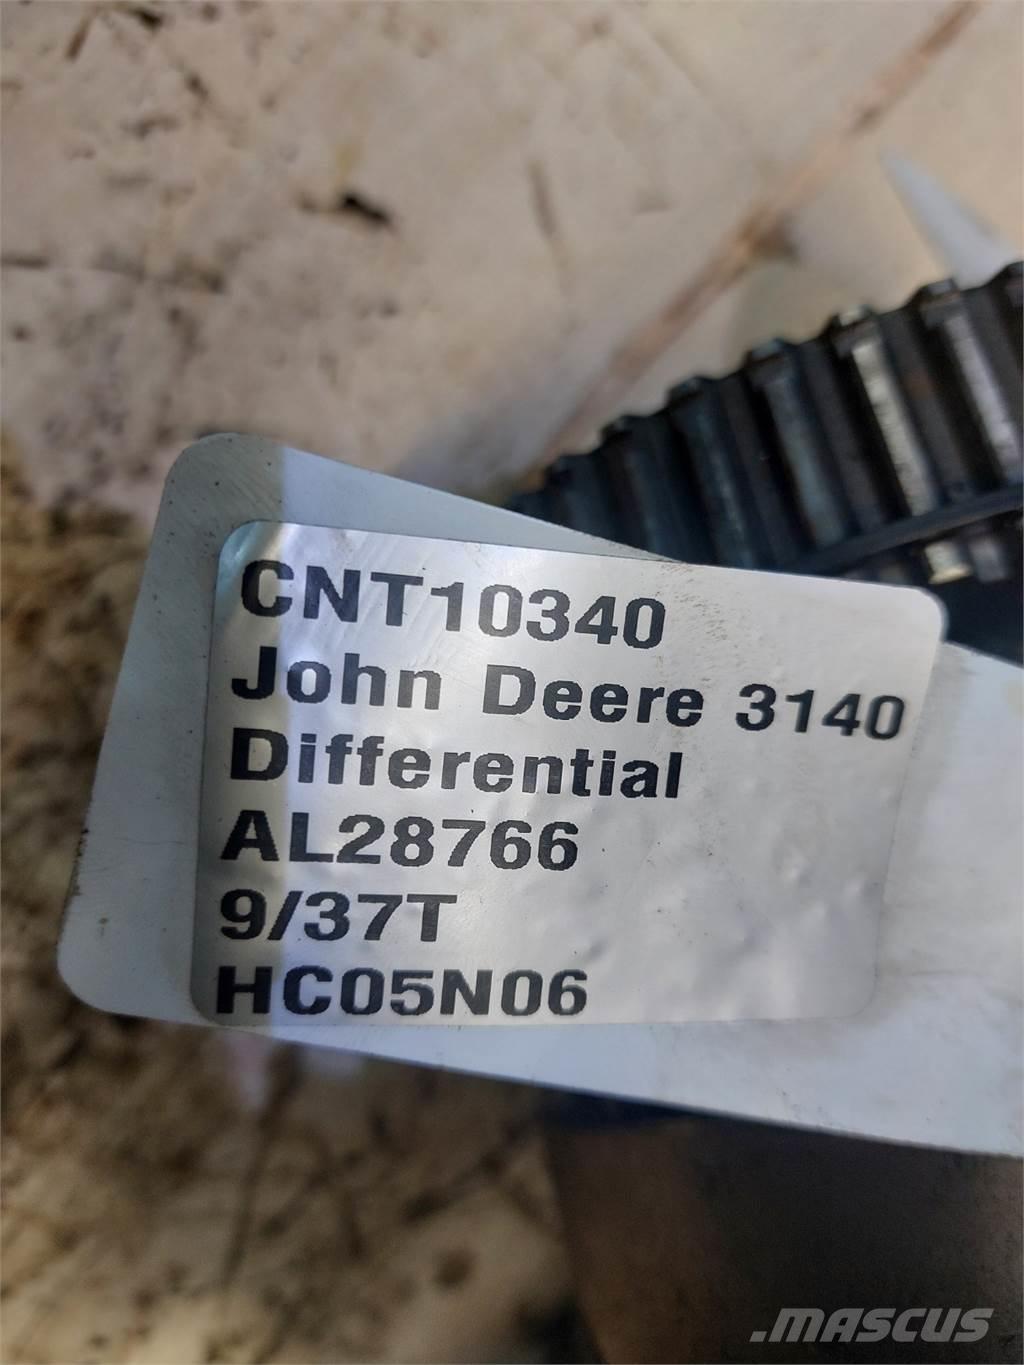 CNT10340
John Deere 3140
Differential
AL28766
9/37T
HC05N06
.MASCUS